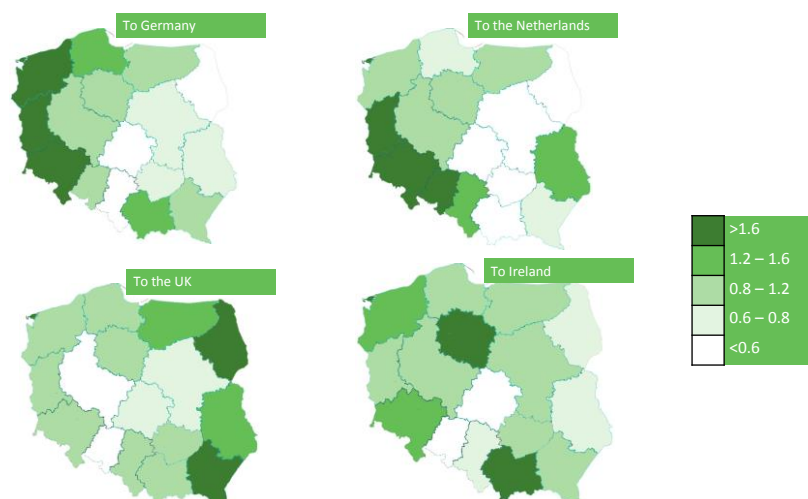 To Germany
To the Netherlands
To the UK
To Ireland
>1.6
1.2 – 1.6
0.8 – 1.2
0.6 – 0.8
<0.6